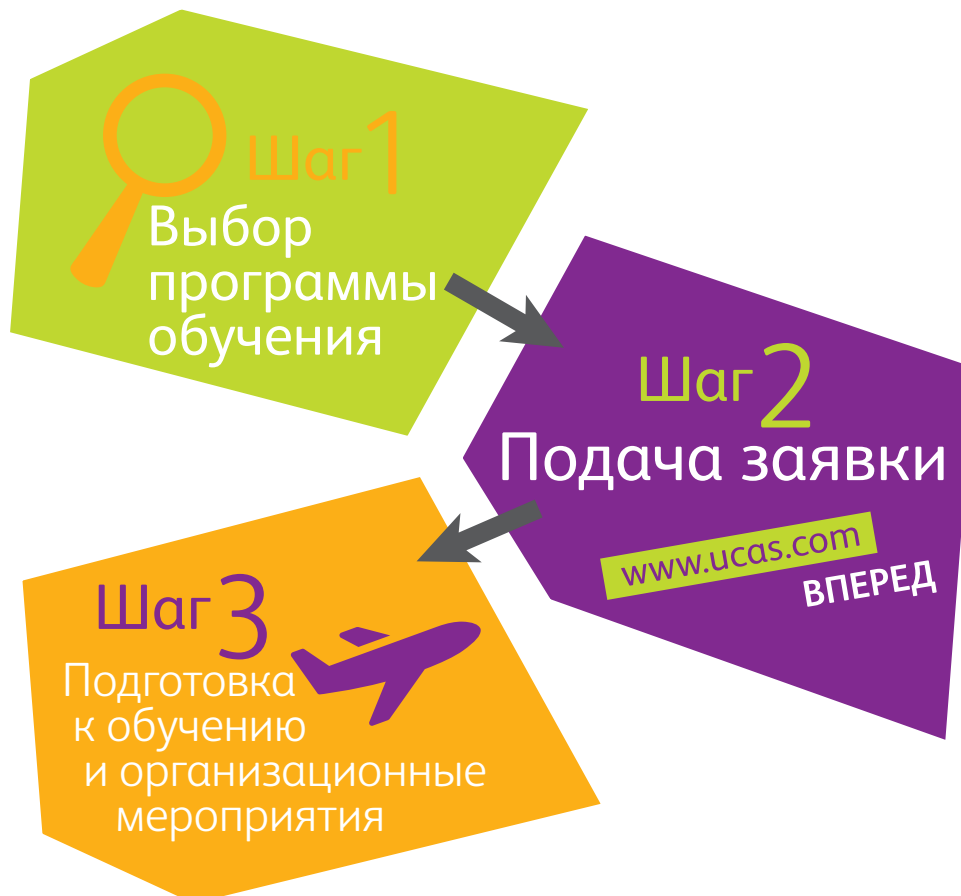 Шаг 1
Выбор
программы
обучения
Шаг 2
Подача заявки
www.ucas.com
ВПЕРЕД
Шаг 3
Подготовка
к обучению
и организационные
мероприятия